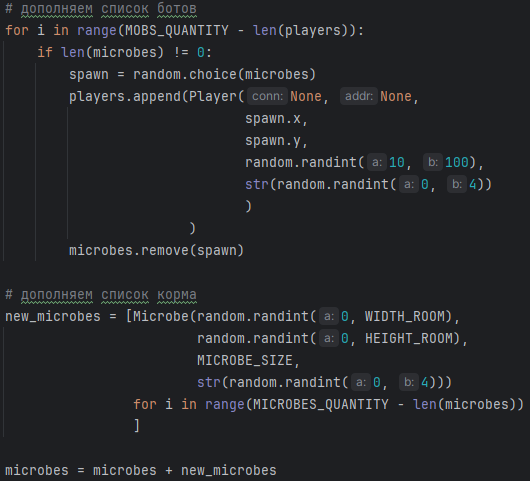 # дополняем список ботов
for i in range(MOBS_QUANTITY - len(players)):
    if len(microbes) != 0:
        spawn = random.choice(microbes)
        players.append(Player( conn: None, addr: None,
                              spawn.x,
                              spawn.y,
                              random.randint( a: 10, b: 100),
                              str(random.randint( a: 0, b: 4))
                              )
                       )
        microbes.remove(spawn)
# дополняем список корма
new_microbes = [Microbe(random.randint( a: 0, WIDTH_ROOM),
                        random.randint( a: 0, HEIGHT_ROOM),
                        MICROBE_SIZE,
                        str(random.randint( a: 0, b: 4)))
                for i in range(MICROBES_QUANTITY - len(microbes))
                ]
microbes = microbes + new_microbes